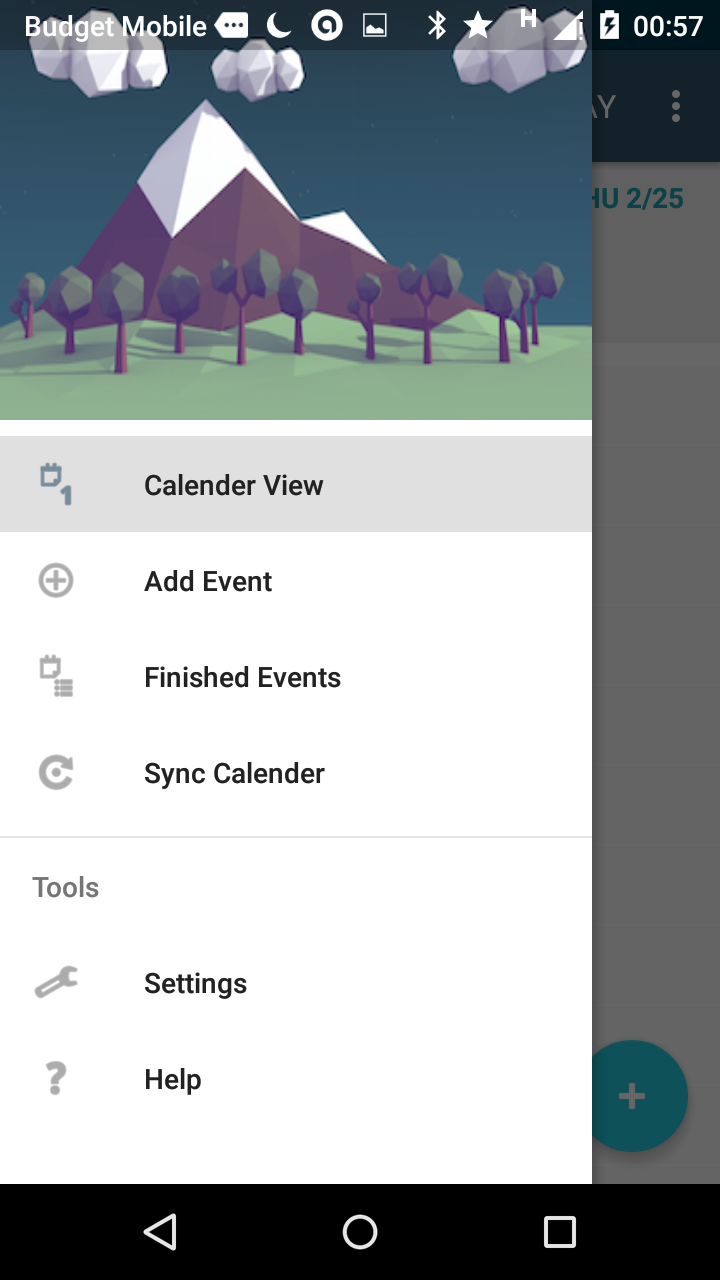 Budget Mobile H 00:57
AY
HU 2/25
Calender View
Add Event
Finished Events
Sync Calender
Tools
Settings
Help